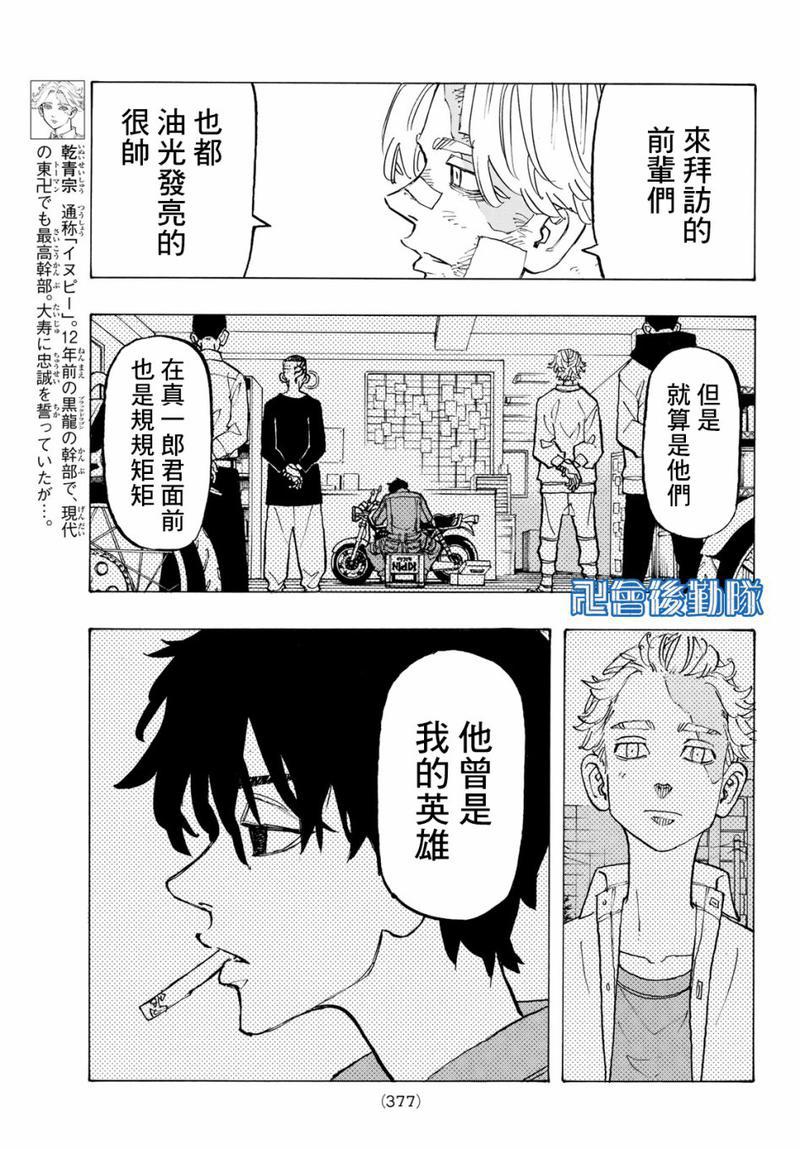 來拜訪的
前輩們
也都
油光發亮的
很帥
但是
就算是他們
在真一郎君面前
也是規規矩矩
卍會後勤隊
他曾是
我的英雄
乾青宗 通称「イヌピー」。12年前の黒龍の幹部で、現代
の東卍でも最高幹部。大寿に忠誠を誓っていたが…。
(377)